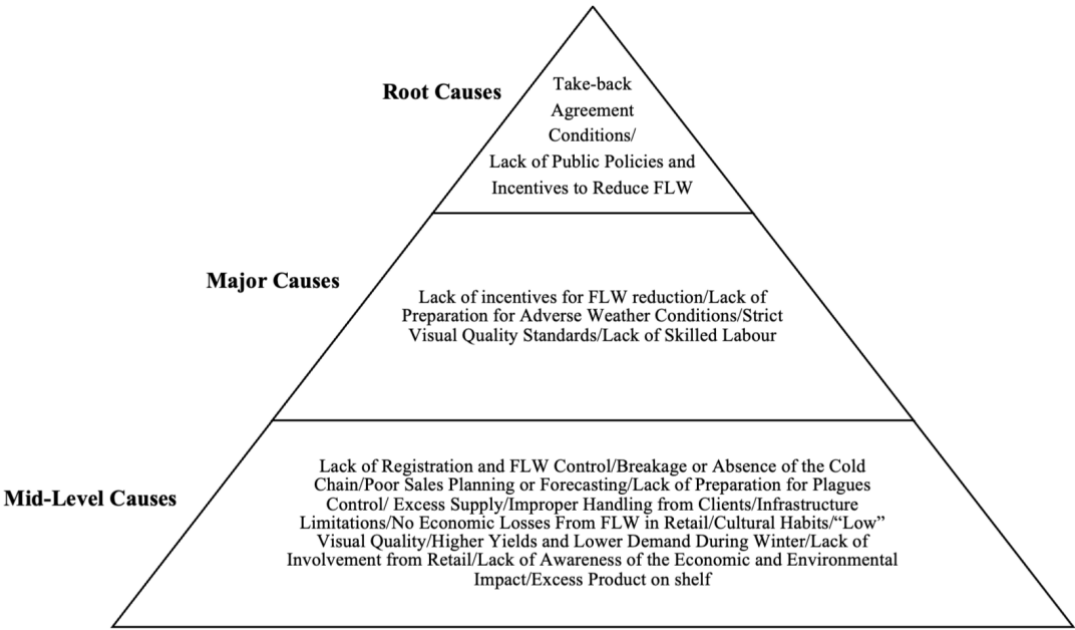 Root Causes
Take-back
Agreement
Conditions/
Lack of Public Policies and
Incentives to Reduce FLW
Major Causes
Lack of incentives for FLW reduction/Lack of
Preparation for Adverse Weather Conditions/Strict
Visual Quality Standards/Lack of Skilled Labour
Mid-Level Causes
Lack of Registration and FLW Control/Breakage or Absence of the Cold
Chain/Poor Sales Planning or Forecasting/Lack of Preparation for Plagues
Control/ Excess Supply/Improper Handling from Clients/Infrastructure
Limitations/No Economic Losses From FLW in Retail/Cultural Habits/“Low”
Visual Quality/Higher Yields and Lower Demand During Winter/Lack of
Involvement from Retail/Lack of Awareness of the Economic and Environmental
Impact/Excess Product on shelf